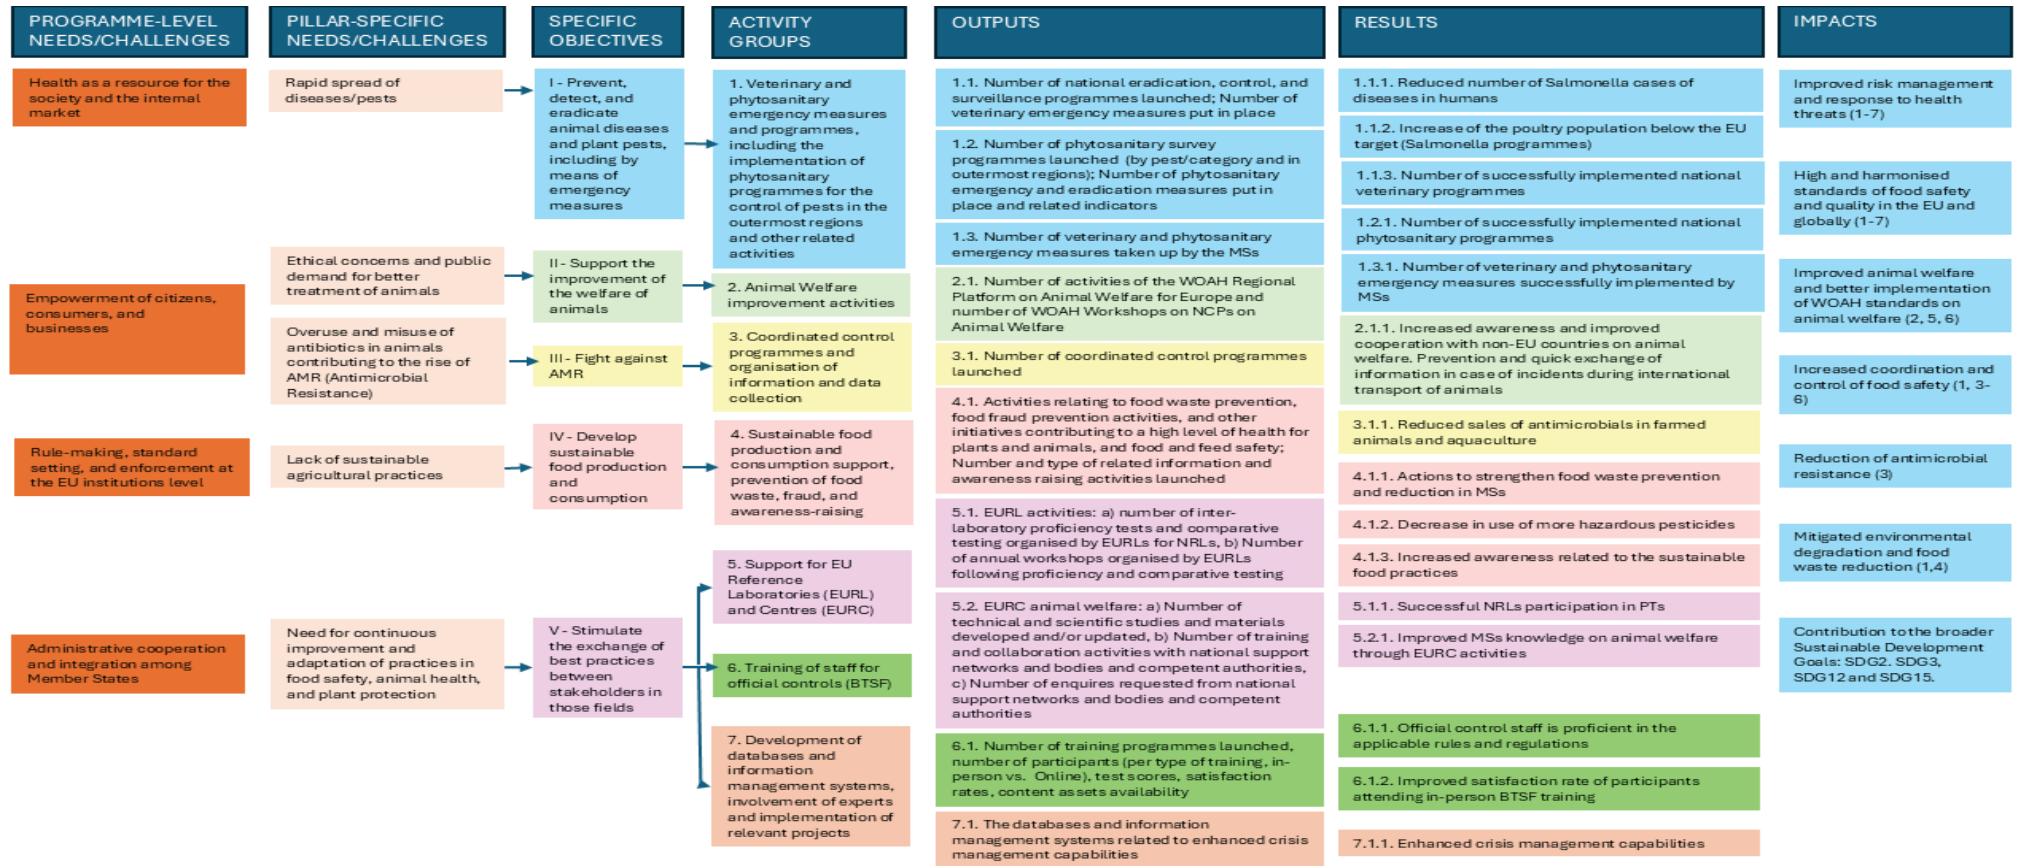 PROGRAMME-LEVEL
NEEDS/CHALLENGES
Health as a resource for the
society and the internal
market
Empowerment of citizens,
consumers, and
businesses
Rule-making, standard
setting, and enforcement at
the EU institutions level
Administrative cooperation
and integration among
Member States
PILLAR-SPECIFIC
NEEDS/CHALLENGES
Rapid spread of
diseases/pests
Ethical concerns and public
demand for better
treatment of animals
Overuse and misuse of
antibiotics in animals
contributing to the rise of
AMR (Antimicrobial
Resistance)
Lack of sustainable
agricultural practices
Need for continuous
improvement and
adaptation of practices in
food safety, animal health,
and plant protection
SPECIFIC
OBJECTIVES
I - Prevent,
detect, and
eradicate
animal diseases
and plant pests,
including by
means of
emergency
measures
II - Support the
improvement of
the welfare of
animals
III - Fight against
AMR
IV - Develop
sustainable
food production
and
consumption
V - Stimulate
the exchange of
best practices
between
stakeholders in
those fields
ACTIVITY
GROUPS
1. Veterinary and
phytosanitary
emergency measures
and programmes,
including the
implementation of
phytosanitary
programmes for the
control of pests in the
outermost regions
and other related
activities
2. Animal Welfare
improvement activities
3. Coordinated control
programmes and
organisation of
information and data
collection
4. Sustainable food
production and
consumption support,
prevention of food
waste, fraud, and
awareness-raising
5. Support for EU
Reference
Laboratories (EURL)
and Centres (EURC)
6. Training of staff for
official controls (BTSF)
7. Development of
databases and
information
management systems,
involvement of experts
and implementation of
relevant projects
OUTPUTS
1.1. Number of national eradication, control, and
surveillance programmes launched; Number of
veterinary emergency measures put in place
1.2. Number of phytosanitary survey
programmes launched (by pest/category and in
outermost regions); Number of phytosanitary
emergency and eradication measures put in
place and related indicators
1.3. Number of veterinary and phytosanitary
emergency measures taken up by the MSs
2.1. Number of activities of the WOAH Regional
Platform on Animal Welfare for Europe and
number of WOAH Workshops on NCPs on
Animal Welfare
3.1. Number of coordinated control programmes
launched
4.1. Activities relating to food waste prevention,
food fraud prevention activities, and other
initiatives contributing to a high level of health for
plants and animals, and food and feed safety;
Number and type of related information and
awareness raising activities launched
5.1. EURL activities: a) number of inter-
laboratory proficiency tests and comparative
testing organised by EURLs for NRLs, b) Number
of annual workshops organised by EURLs
following proficiency and comparative testing
5.2. EURC animal welfare: a) Number of
technical and scientific studies and materials
developed and/or updated, b) Number of training
and collaboration activities with national support
networks and bodies and competent authorities,
c) Number of enquires requested from national
support networks and bodies and competent
authorities
6.1. Number of training programmes launched,
number of participants (per type of training, in-
person vs. Online), test scores, satisfaction
rates, content assets availability
7.1. The databases and information
management systems related to enhanced crisis
management capabilities
RESULTS
1.1.1. Reduced number of Salmonella cases of
diseases in humans
1.1.2. Increase of the poultry population below the EU
target (Salmonella programmes)
1.1.3. Number of successfully implemented national
veterinary programmes
1.2.1. Number of successfully implemented national
phytosanitary programmes
1.3.1. Number of veterinary and phytosanitary
emergency measures successfully implemented by
MSs
2.1.1. Increased awareness and improved
cooperation with non-EU countries on animal
welfare. Prevention and quick exchange of
information in case of incidents during international
transport of animals
3.1.1. Reduced sales of antimicrobials in farmed
animals and aquaculture
4.1.1. Actions to strengthen food waste prevention
and reduction in MSs
4.1.2. Decrease in use of more hazardous pesticides
4.1.3. Increased awareness related to the sustainable
food practices
5.1.1. Successful NRLs participation in PTs
5.2.1. Improved MSs knowledge on animal welfare
through EURC activities
6.1.1. Official control staff is proficient in the
applicable rules and regulations
6.1.2. Improved satisfaction rate of participants
attending in-person BTSF training
7.1.1. Enhanced crisis management capabilities
IMPACTS
Improved risk management
and response to health
threats (1-7)
High and harmonised
standards of food safety
and quality in the EU and
globally (1-7)
Improved animal welfare
and better implementation
of WOAH standards on
animal welfare (2, 5, 6)
Increased coordination and
control of food safety (1, 3-
6)
Reduction of antimicrobial
resistance (3)
Mitigated environmental
degradation and food
waste reduction (1,4)
Contribution to the broader
Sustainable Development
Goals: SDG2. SDG3,
SDG12 and SDG15.